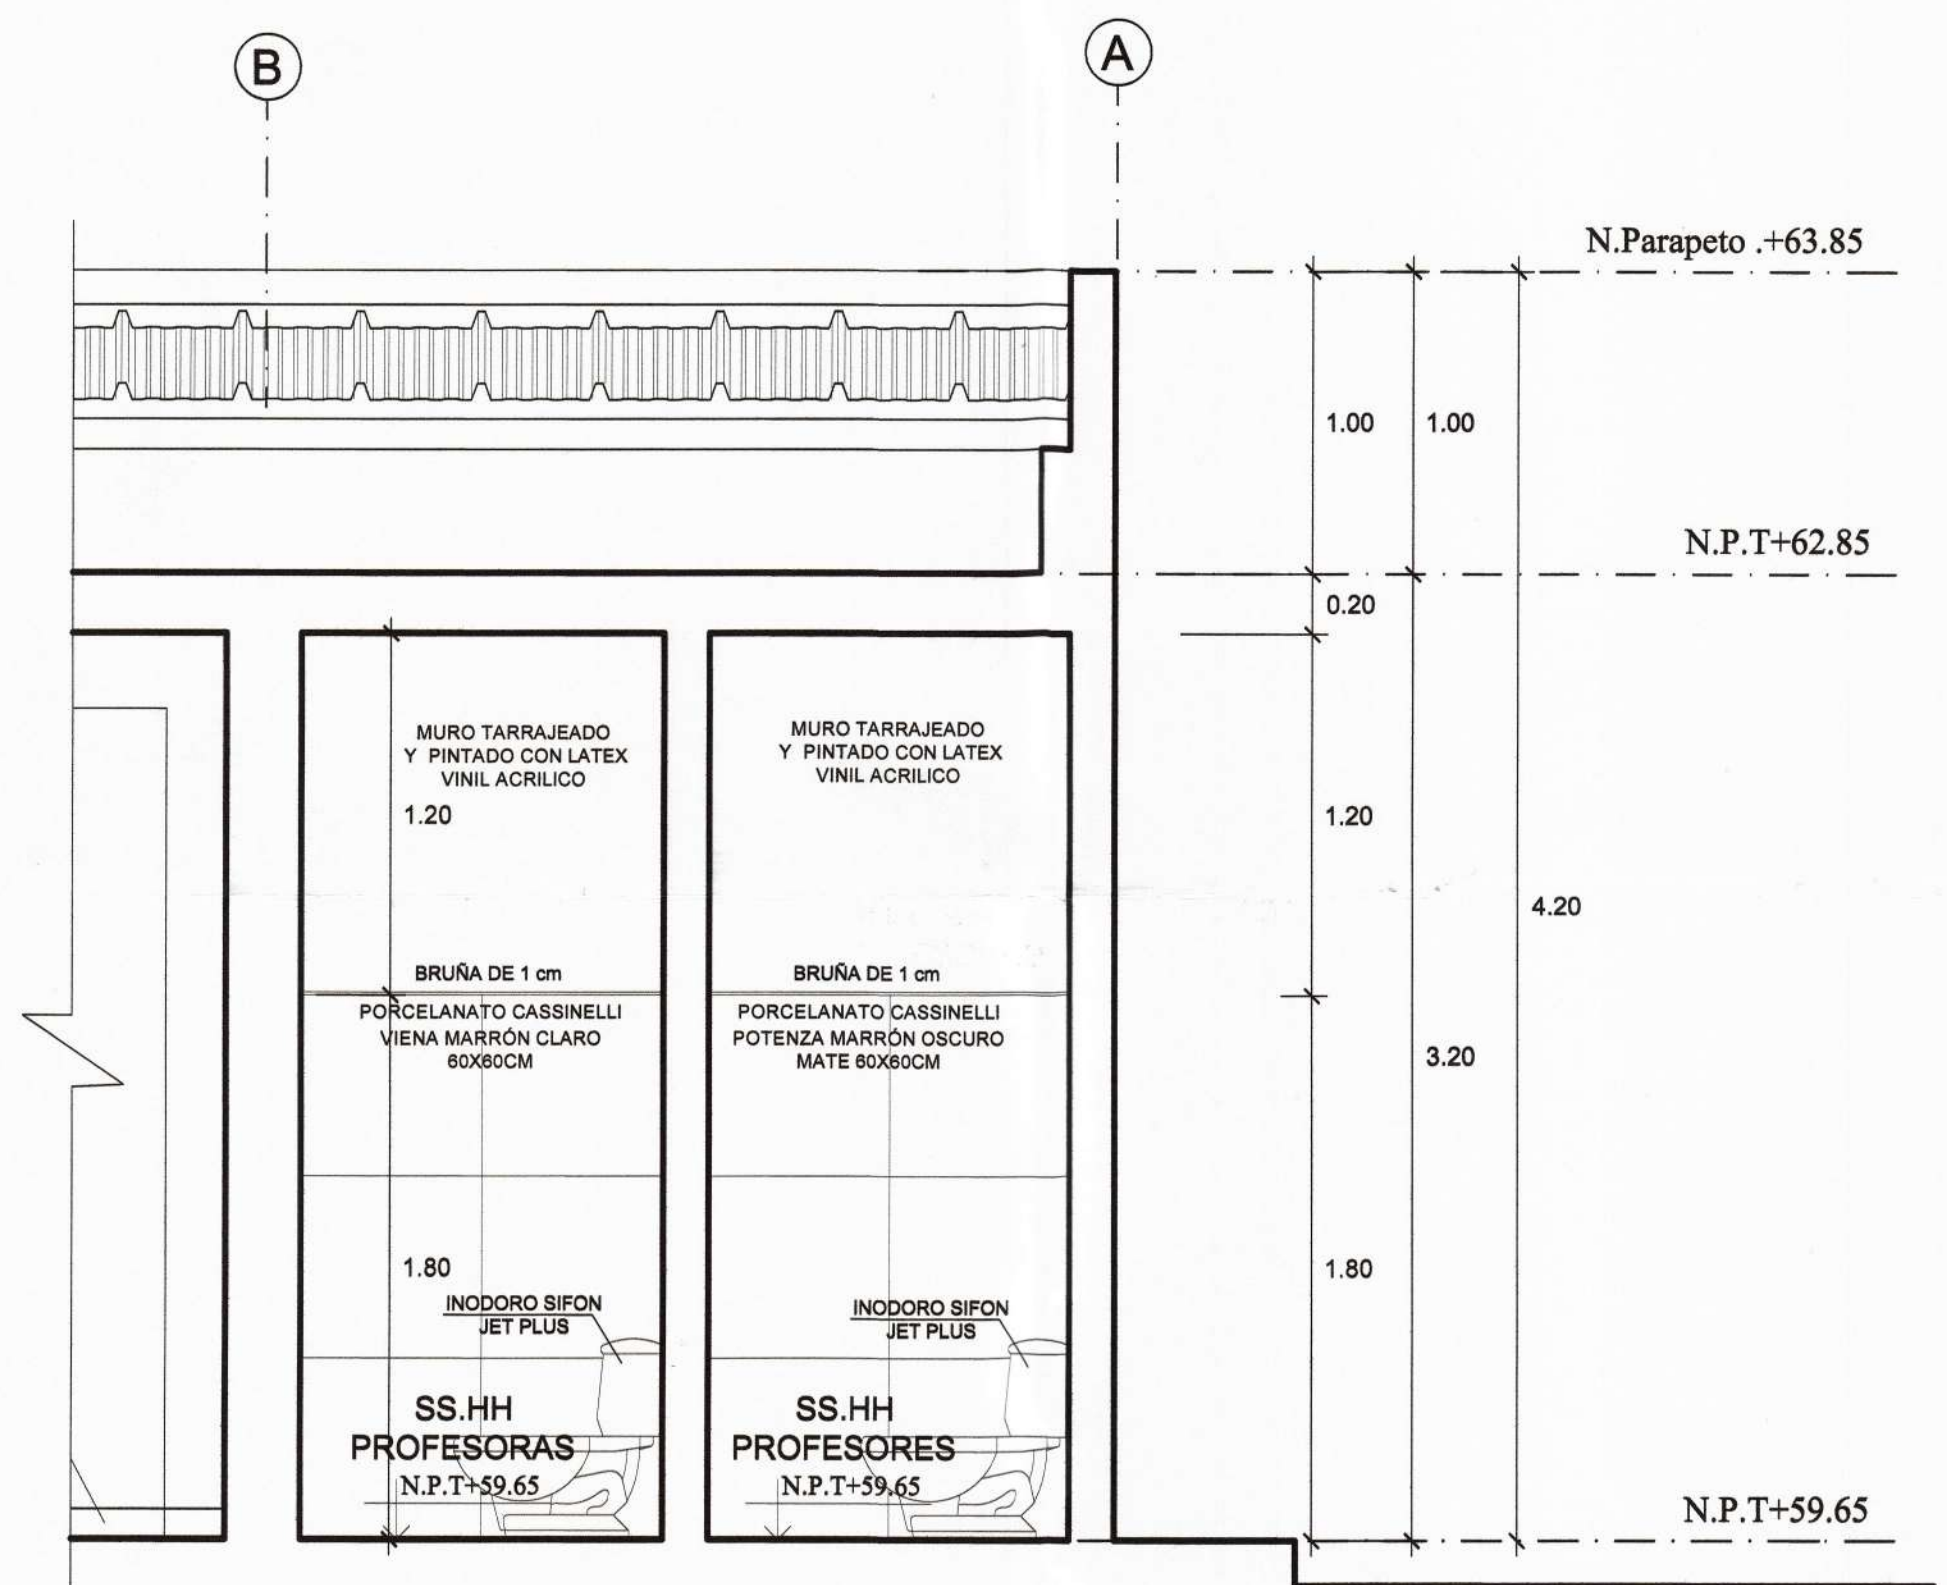 B
A
N.Parapeto .+63.85
1.00
1.00
N.P.T+62.85
0.20
MURO TARRAJEADO
Y PINTADO CON LATEX
VINIL ACRILICO
MURO TARRAJEADO
Y PINTADO CON LATEX
VINIL ACRILICO
1.20
1.20
4.20
BRUÑA DE 1 cm
BRUÑA DE 1 cm
PORCELANATO CASSINELLI
VIENA MARRÓN CLARO
60X60CM
PORCELANATO CASSINELLI
POTENZA MARRÓN OSCURO
MATE 60X60CM
3.20
1.80
1.80
INODORO SIFON
JET PLUS
INODORO SIFON
JET PLUS
SS.HH
PROFESORAS
N.P.T+59.65
SS.HH
PROFESORES
N.P.T+59.65
N.P.T+59.65